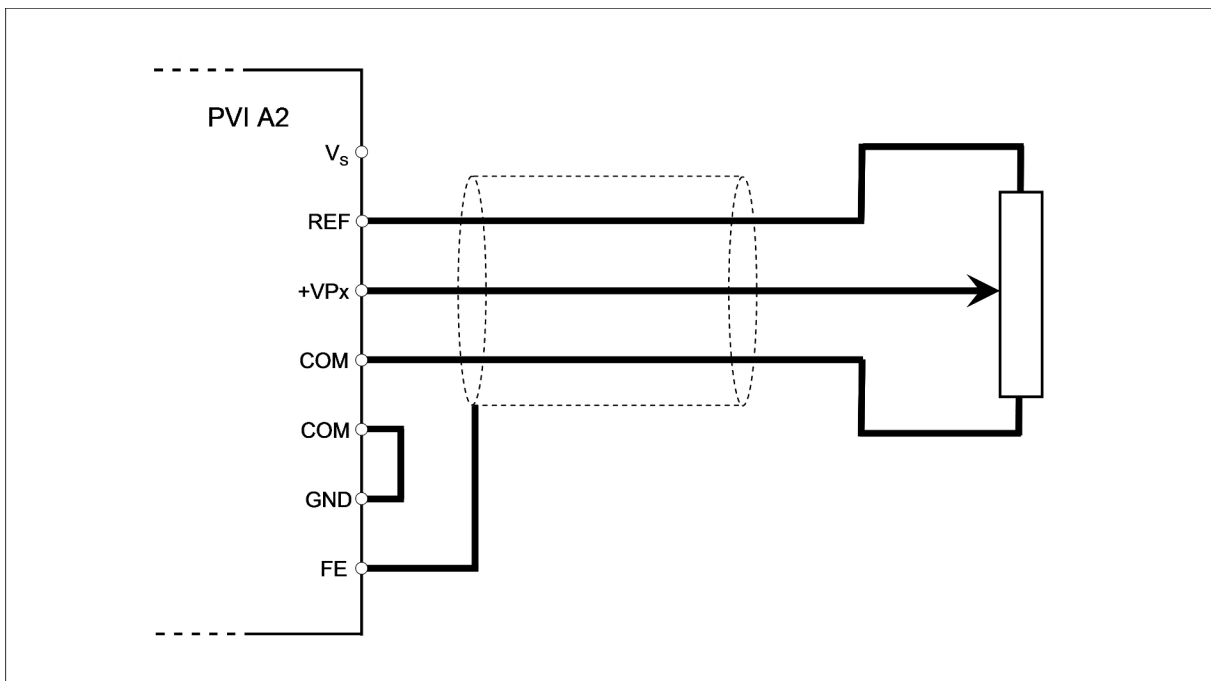 PVI A2
Vs
REF
+VPx
COM
COM
GND
FE